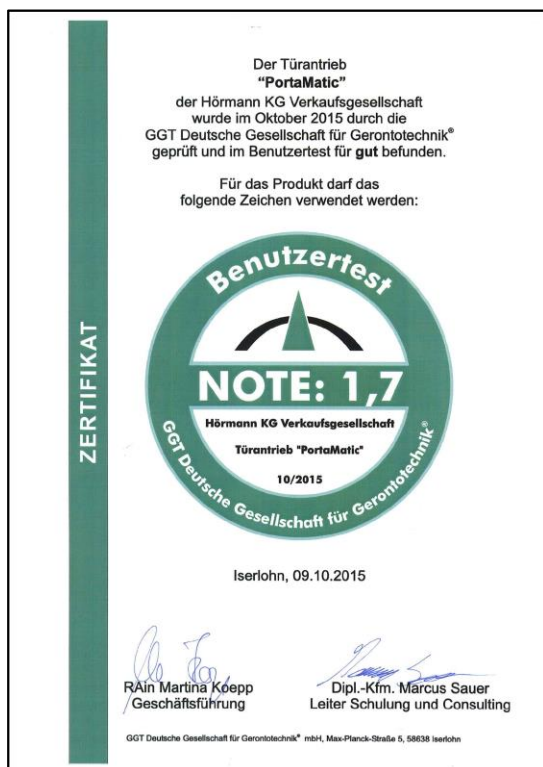 ZERTIFIKAT
Der Türantrieb
"PortaMatic"
der Hörmann KG Verkaufsgesellschaft
wurde im Oktober 2015 durch die
GGT Deutsche Gesellschaft für Gerontotechnik®
geprüft und im Benutzertest für gut befunden.
Für das Produkt darf das
folgende Zeichen verwendet werden:
Benutzertest
NOTE: 1,7
Hörmann KG Verkaufsgesellschaft
Türantrieb "PortaMatic"
10/2015
GGT Deutsche Gesellschaft für Gerontotechnik®
Iserlohn, 09.10.2015
RAin Martina Koepp
Geschäftsführung
Dipl.-Kfm. Marcus Sauer
Leiter Schulung und Consulting
GGT Deutsche Gesellschaft für Gerontotechnik® mbH, Max-Planck-Straße 5, 58638 Iserlohn